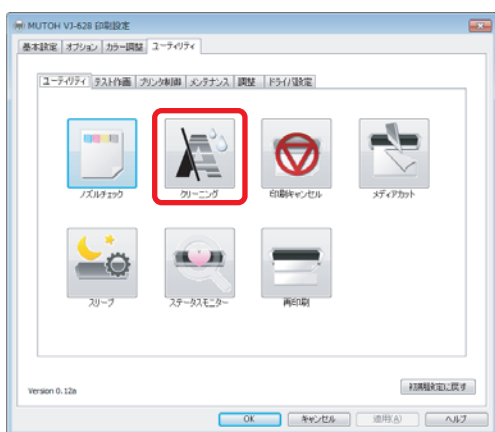 MUTOH VJ-628 印刷設定
基本設定 オプション カラー調整 ユーティリティ
ユーティリティ テスト作画 プリンタ制御 メンテナンス 調整 ドライバ設定
ノズルチェック クリーニング 印刷キャンセル メディアカット
スリープ ステータスモニター 再印刷
Version 0.12a
初期設定に戻す
OK キャンセル 適用(A) ヘルプ